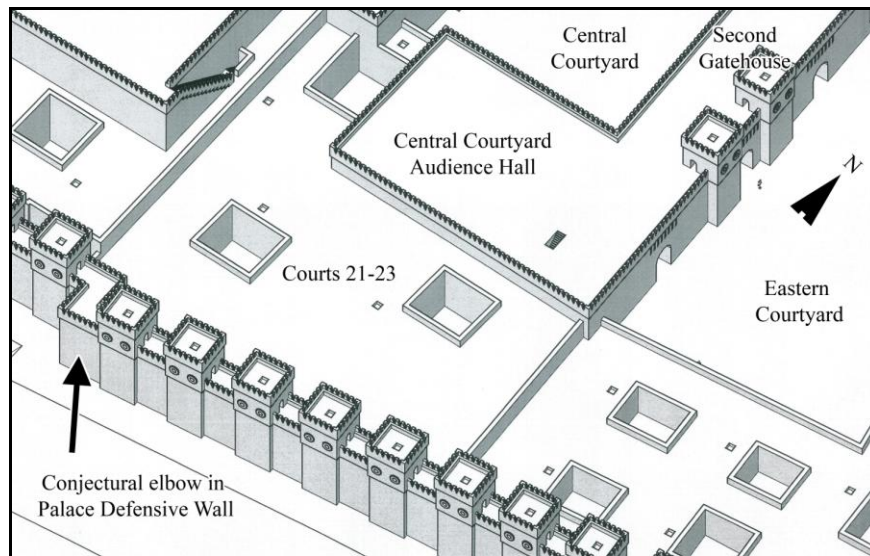 Central
Courtyard
Second
Gatehouse
Central Courtyard
Audience Hall
N
Courts 21-23
Eastern
Courtyard
Conjectural elbow in
Palace Defensive Wall